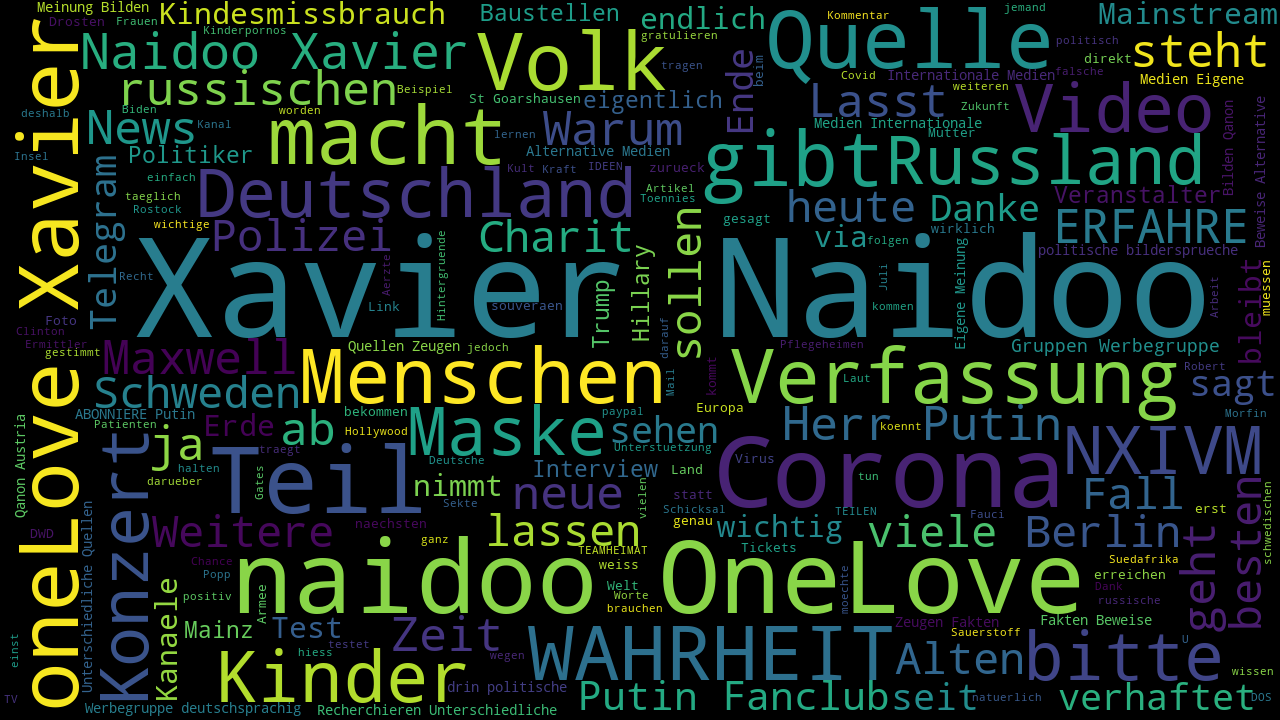 Meinung Bilden
Kindesmissbrauch
Baustellen
endlich
Quelle
Kommentar
jemand
Mainstream
Drosten
Frauen
Kinderpornos
gratulieren
politisch
steht
Naidoo Xavier
Volk
tragen
beim
Covid
Internationale Medien
falsche
direkt
Medien Eigene
russischen
Beispiel
St Goarshausen
eigentlich
Ende
Lasst
weiteren
Zukunft
Video
deshalb
Biden
worden
News
Kanal
macht
lernen
Warum
Medien Internationale
Mutter
gibt
Russland
Bilden Qanon
Beweise Alternative
Insel
Politiker
Alternative Medien
Telegram
einfach
Deutschland
Kult
Kraft
IDEEN
zurueck
Artikel
Toennies
Veranstalter
taeglich
Rostock
wichtige
Polizei
Charit
sollen
gesagt
heute
Danke
ERFAHRE
via
folgen
wirklich
politische bildersprueche
oneLove Xavier
Xavier Naidoo
Recht
Aerzte
Hintergruende
Link
souveraen
Trump
Hillary
darauf
Juli
kommen
Eigene Meinung
Arbeit
bleibt
muessen
Foto
Clinton
Ermittler
gestimmt
Maxwell
Quellen Zeugen
jedoch
Pflegeheimen
Gruppen Werbegruppe
Menschen
Mail
kommt
Verfassung
Laut
Robert
sagt
Schweden
ABONNIERE Putin
Patienten
Erde
ab
bekommen
Hollywood
Maske
paypal
sehen
Unterstuetzung
Europa
Herr Putin
koennt
Morfin
Qanon Austria
Konzert
ja
halten
darueber
traegt
Teil
Gates
Deutsche
nimmt
Sekte
Interview
neue
vielen
Land
statt
Schicksal
genau
Virus
Corona
tun
TEILEN
NXIVM
Fall
Fauci
erst
besten
schwedischen
DWD
Unterschiedliche Quellen
Weitere
naechsten
ganz
lassen
TEAMHEIMAT
weiss
wichtig
Tickets
viele
Berlin
geht
Suedafrika
erreichen
Dank
russische
Chance
Popp
positiv
Armee
naidoo OneLove
Welt
Worte
brauchen
moechte
Kanaele
Mainz
Test
hiess
testet
Zeit
wegen
WAHRHEIT
Zeugen Fakten
Sauerstoff
Fakten Beweise
U
einst
TV
Kinder
drin politische
Alten
bitte
wissen
Werbegruppe deutschsprachig
Recherchieren Unterschiedliche
Putin Fanclub
seit
natuerlich
verhaftet
DOS